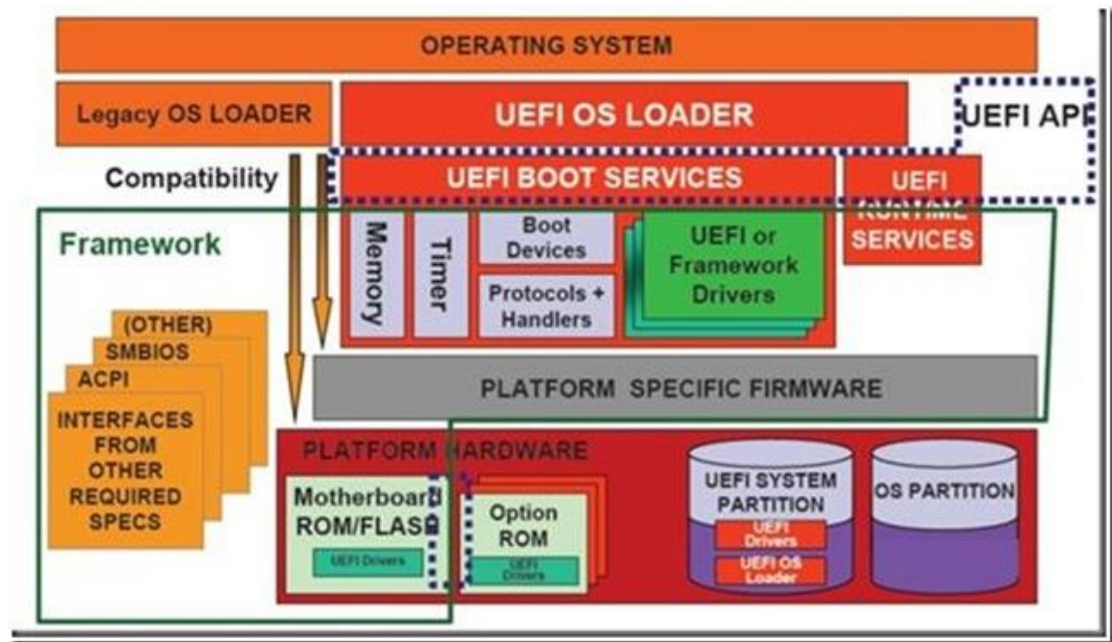 OPERATING SYSTEM
Legacy OS LOADER
UEFI OS LOADER
UEFI API
Compatibility
UEFI BOOT SERVICES
UEFI
RUNTIME
SERVICES
Framework
Memory
Timer
Boot
Devices
Protocols +
Handlers
UEFI or
Framework
Drivers
(OTHER)
SMBIOS
ACPI
INTERFACES
FROM
OTHER
REQUIRED
SPECS
PLATFORM SPECIFIC FIRMWARE
PLATFORM HARDWARE
Motherboard
ROM/FLASH
UEFI Drivers
Option
ROM
UEFI
Drivers
UEFI SYSTEM
PARTITION
UEFI
Drivers
UEFI OS
Loader
OS PARTITION